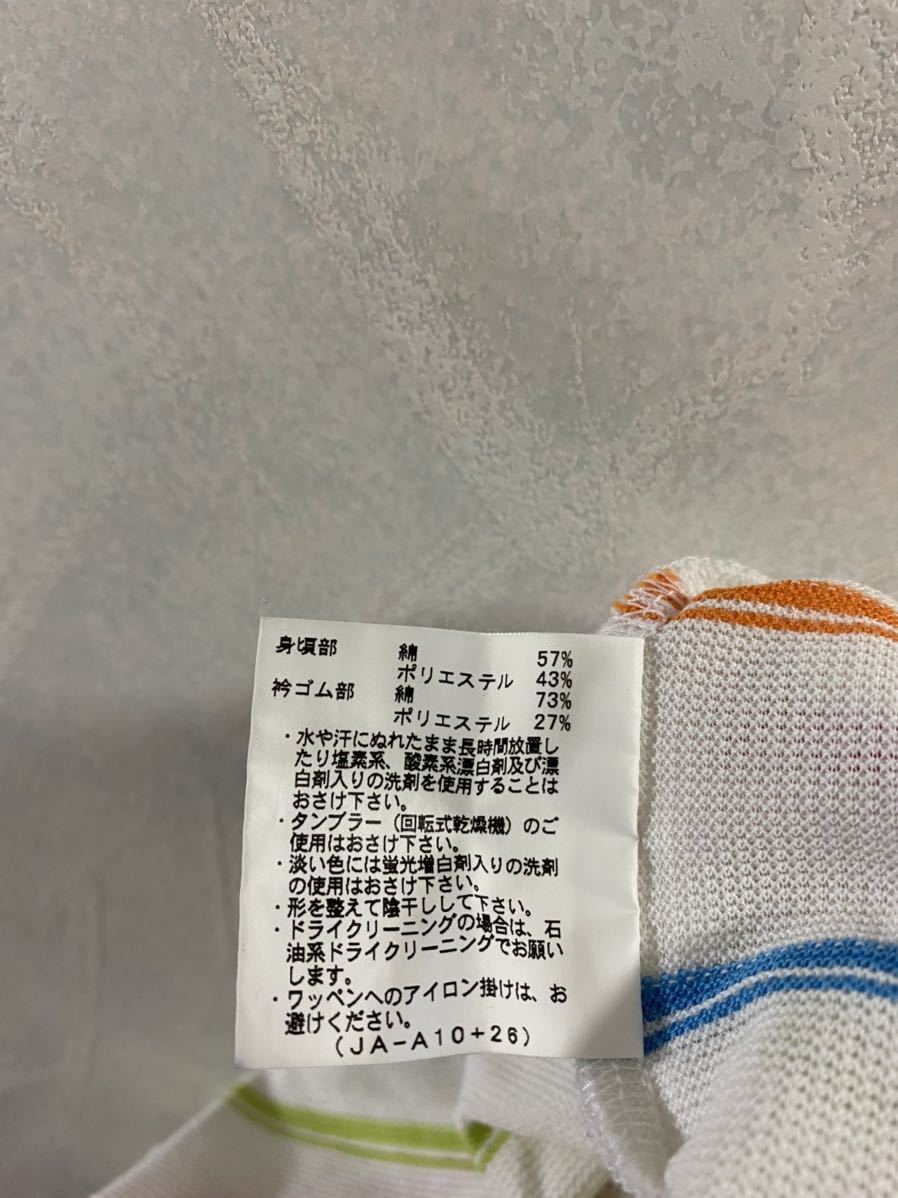 身頃部 綿 57%
ポリエステル 43%
衿ゴム部 綿 73%
ポリエステル 27%
・水や汗にぬれたまま長時間放置し
たり塩素系、酸素系漂白剤及び漂
白剤入りの洗剤を使用することは
おさけ下さい。
・タンブラー（回転式乾燥機）のご
使用はおさけ下さい。
・淡い色には蛍光増白剤入りの洗剤
の使用はおさけ下さい。
・形を整えて陰干しして下さい。
・ドライクリーニングの場合は、石
油系ドライクリーニングでお願い
します。
・ワッペンへのアイロン掛けは、お
避けください。
(JA-A10+26)